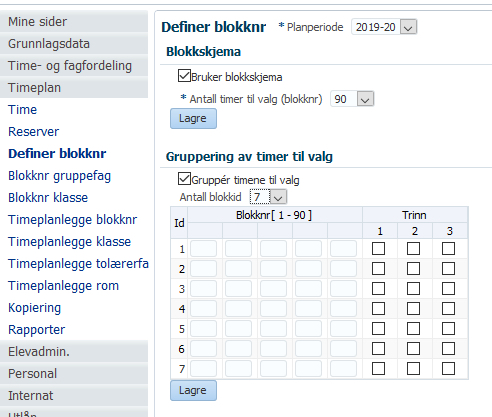 Mine sider
Grunnlagsdata
Time- og fagfordeling
Timeplan
Time
Reserver
Definer blokknr
Blokknr gruppefag
Blokknr klasse
Timeplanlegge blokknr
Timeplanlegge klasse
Timeplanlegge tolærerfa
Timeplanlegge rom
Kopiering
Rapporter
Elevadmin.
Personal
Internat
Utlån
Definer blokknr * Planperiode 2019-20
Blokkskjema
Bruker blokkskjema
* Antall timer til valg (blokknr) 90
Lagre
Gruppering av timer til valg
Gruppér timene til valg
Antall blokkid 7
Id Blokknr[ 1 - 90 ] Trinn
1 2 3
1
2
3
4
5
6
7
Lagre